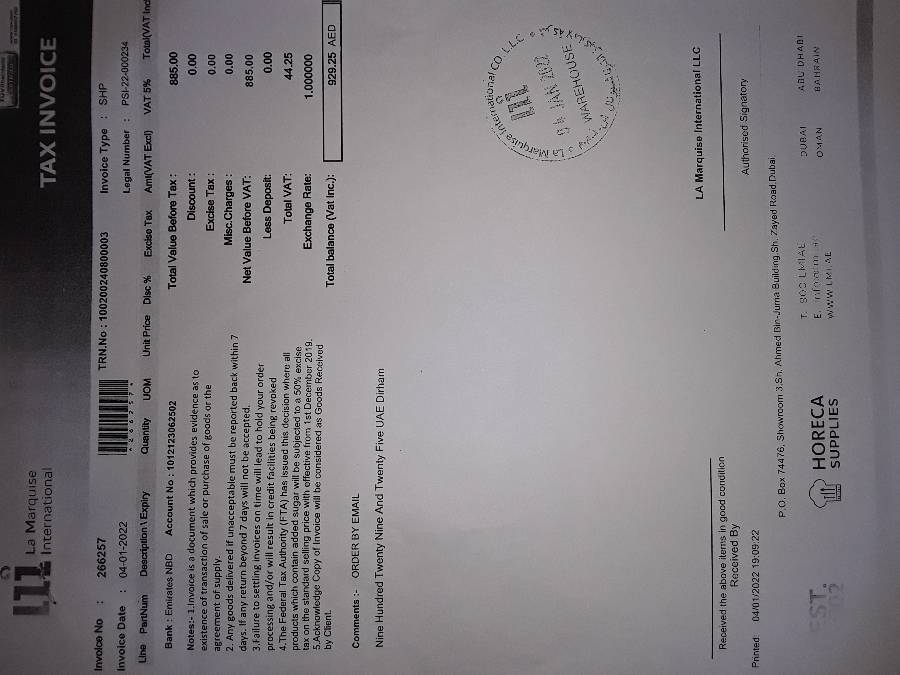 La Marquise
International
TAX INVOICE
Invoice No : 266257 TRN.No : 100200240800003 Invoice Type : SHP
Invoice Date : 04-01-2022 Legal Number : PSI-22-000234
Line PartNum Description \ Expiry Quantity UOM Unit Price Disc % Excise Tax Amt(VAT Excl) VAT 5% Total(VAT Inc
Bank : Emirates NBD Account No : 1012123062502
Notes:- 1.Invoice is a document which provides evidence as to
existence of transaction of sale or purchase of goods or the
agreement of supply.
2. Any goods delivered if unacceptable must be reported back within 7
days. If any return beyond 7 days will not be accepted.
3.Failure to settling invoices on time will lead to hold your order
processing and/or will result in credit facilities being revoked
4.The Federal Tax Authority (FTA) has issued this decision where all
products which contain added sugar will be subjected to a 50% excise
tax on the standard selling price with effective from 1st December 2019.
5.Acknowledge Copy of Invoice will be considered as Goods Received
by Client.
Total Value Before Tax : 885.00
Discount : 0.00
Excise Tax : 0.00
Misc.Charges : 0.00
Net Value Before VAT: 885.00
Less Deposit: 0.00
Total VAT: 44.25
Exchange Rate: 1.000000
Total balance (Vat Inc.); 929.25 AED
Comments :- ORDER BY EMAIL
Nine Hundred Twenty Nine And Twenty Five UAE Dirham
La Marquise International CO. L.L.C
04 JAN 2022
WAREHOUSE
LA Marquise International LLC
Received the above items in good condition
Received By
Authorised Signatory
Printed: 04/01/2022 19:09:22
P.O. Box 74476, Showroom 3,Sh. Ahmed Bin-Juma Building,Sh. Zayed Road,Dubai
EST.
HORECA
SUPPLIES
T. 800 LMI.AE
WWW.LMI.AE
DUBAI ABU DHABI
OMAN BAHRAIN